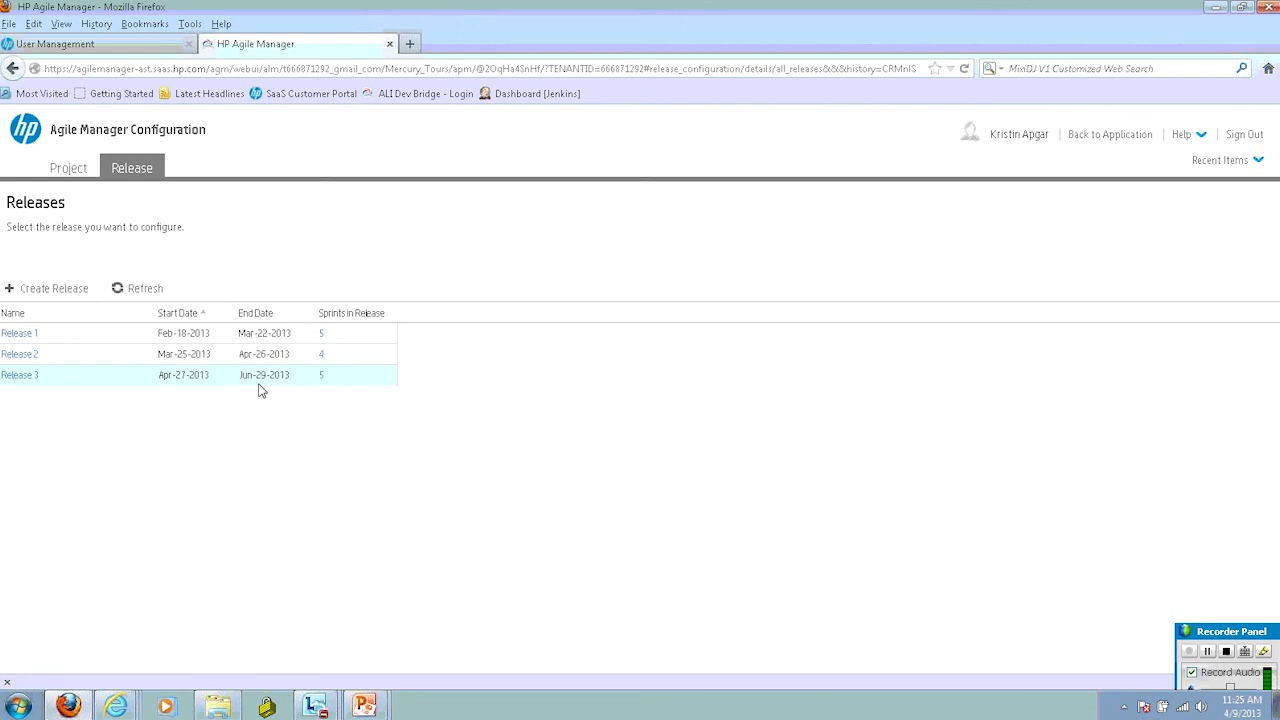 HP Agile Manager - Mozilla Firefox
File Edit View History Bookmarks Tools Help
User Management
HP Agile Manager
https://agilemanager-ast.saas.hp.com/agm/webui/alm/t666871292_gmail_com/Mercury_Tours/apm/@2OqHa4SnHf/?TENANTID=666871292#release_configuration/details/all_releases&&&history=CRMnIS
MixiDJ V1 Customized Web Search
Most Visited Getting Started Latest Headlines SaaS Customer Portal ALI Dev Bridge - Login Dashboard [Jenkins]
hp Agile Manager Configuration
Kristin Apgar Back to Application Help Sign Out
Project Release
Recent Items
Releases
Select the release you want to configure.
Create Release Refresh
Name Start Date End Date Sprints in Release
Release 1 Feb-18-2013 Mar-22-2013 5
Release 2 Mar-25-2013 Apr-26-2013 4
Release 3 Apr-27-2013 Jun-29-2013 5
Recorder Panel
Record Audio
11:25 AM
4/9/2013